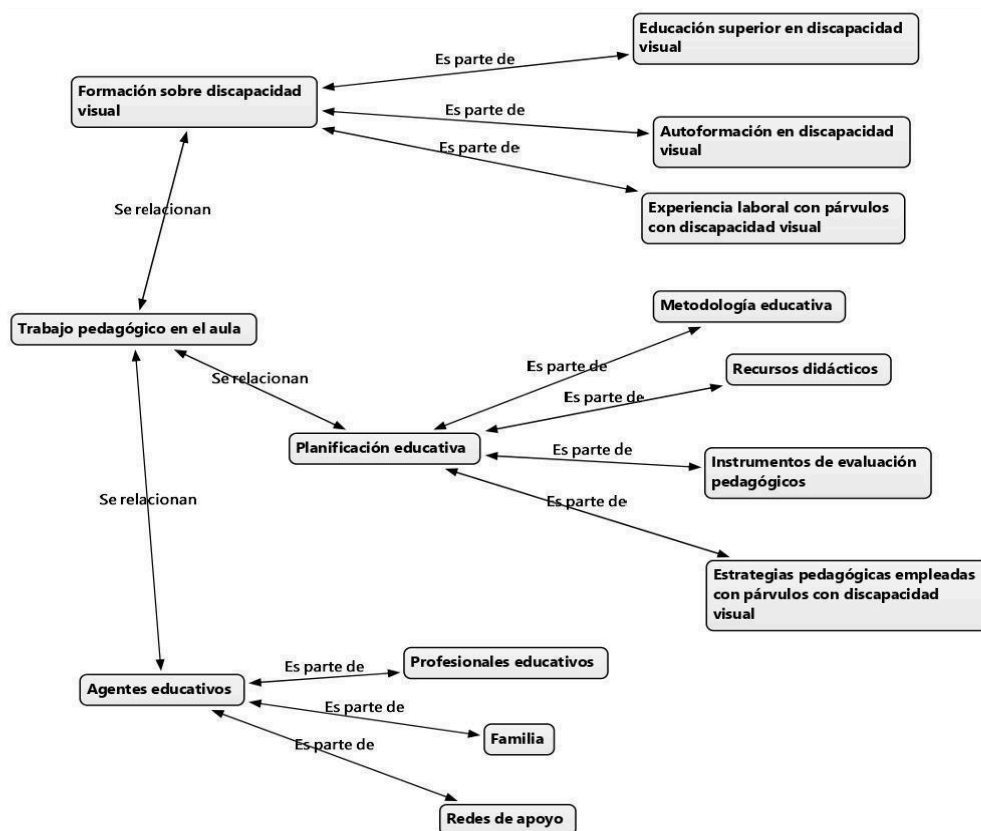 Educación superior en discapacidad
visual
Es parte de
Formación sobre discapacidad
visual
Es parte de
Autoformación en discapacidad
visual
Es parte de
Experiencia laboral con párvulos
con discapacidad visual
Se relacionan
Trabajo pedagógico en el aula
Metodología educativa
Es parte de
Recursos didácticos
Se relacionan
Es parte de
Planificación educativa
Es parte de
Instrumentos de evaluación
pedagógicos
Es parte de
Se relacionan
Estrategias pedagógicas empleadas
con párvulos con discapacidad
visual
Profesionales educativos
Es parte de
Agentes educativos
Es parte de
Familia
Es parte de
Redes de apoyo